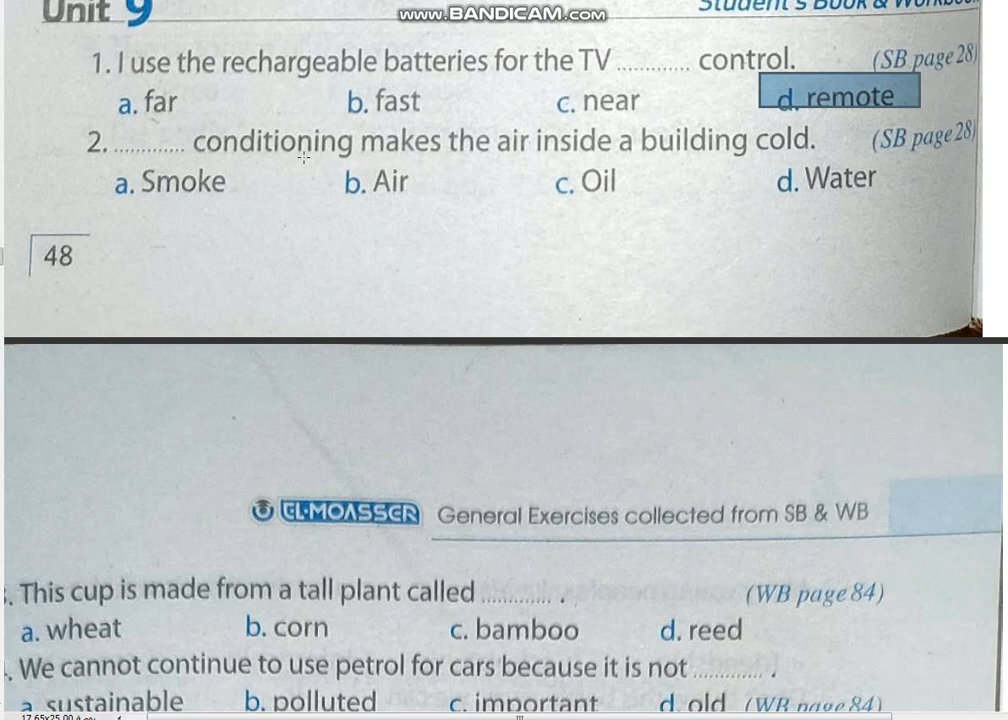 Unit 9
www.BANDICAM.com
Student's Book & Workbook
1. I use the rechargeable batteries for the TV ............ control. (SB page 28)
a. far b. fast c. near d. remote
2. ............ conditioning makes the air inside a building cold. (SB page 28)
a. Smoke b. Air c. Oil d. Water
48
EL-MOASSER General Exercises collected from SB & WB
. This cup is made from a tall plant called ............ . (WB page 84)
a. wheat b. corn c. bamboo d. reed
. We cannot continue to use petrol for cars because it is not ............ .
a. sustainable b. polluted c. important d. old (WB page 84)